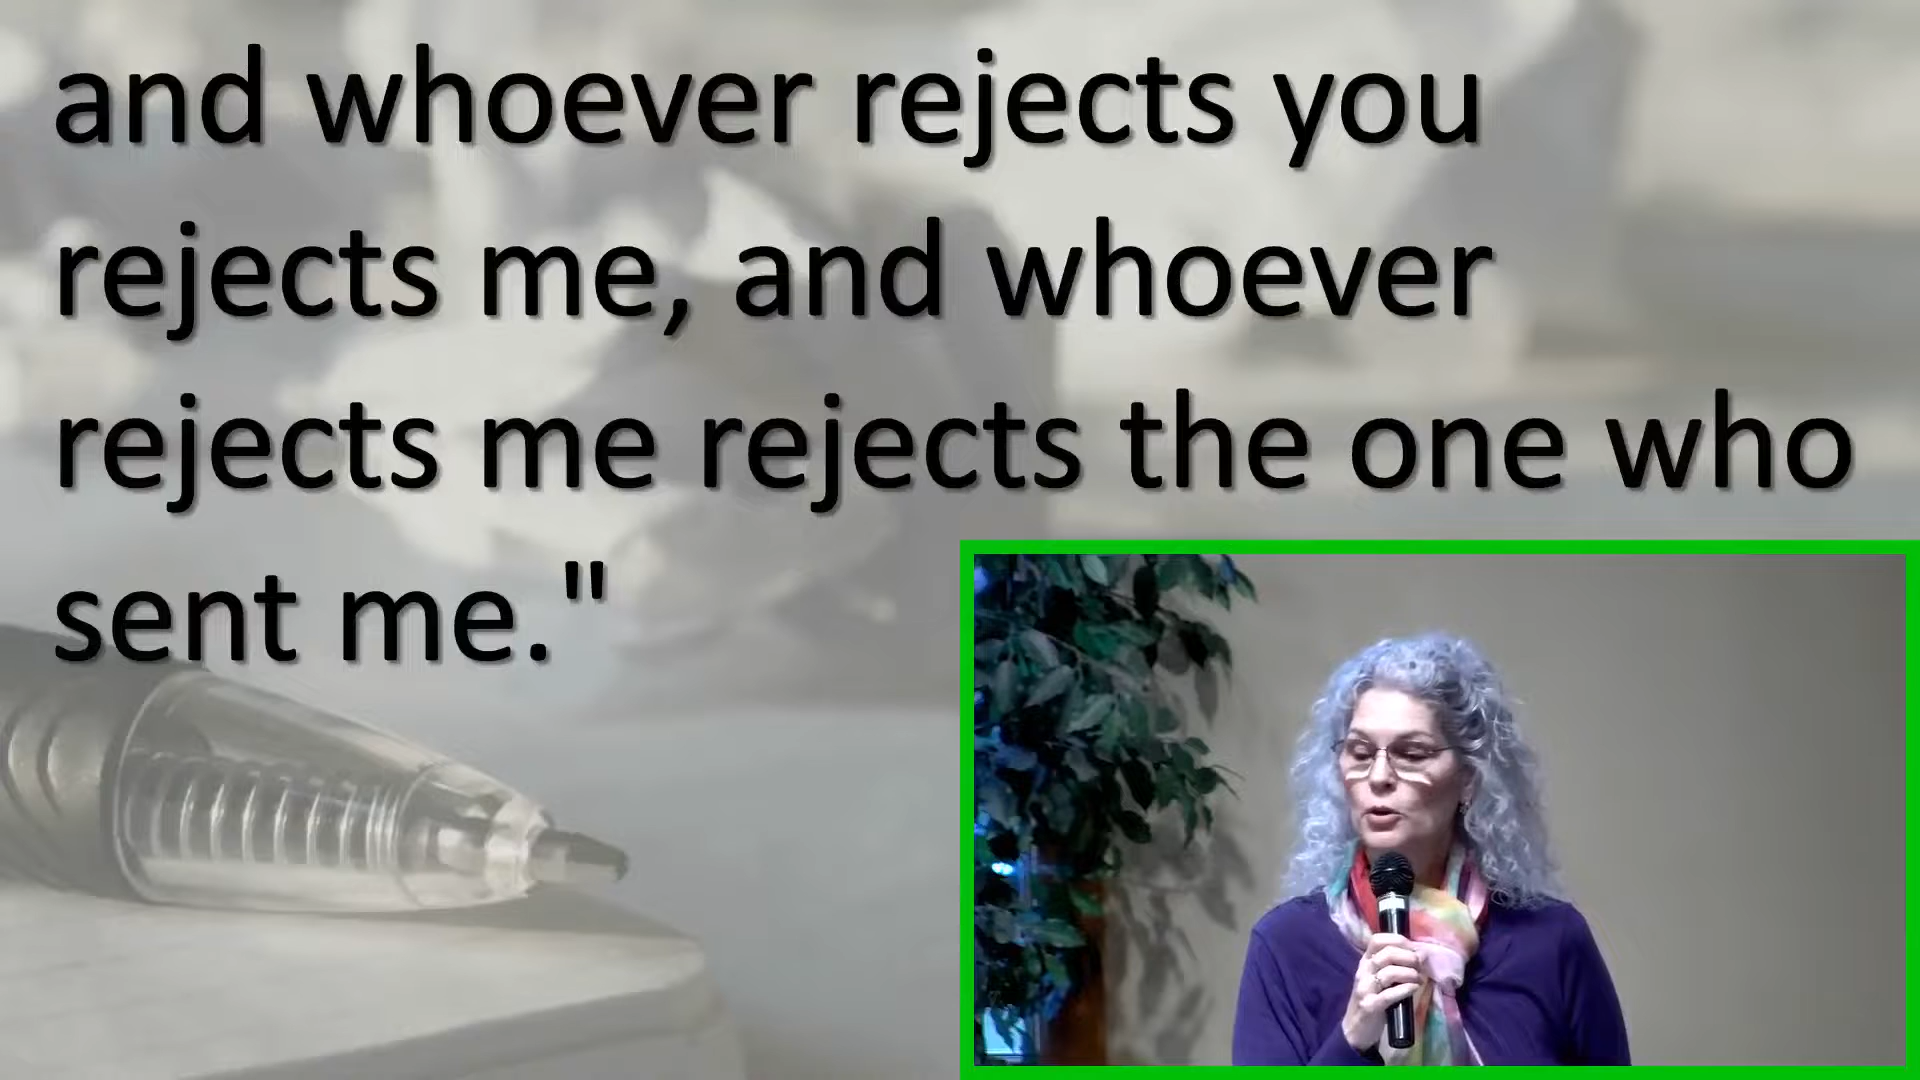 and whoever rejects you
rejects me, and whoever
rejects me rejects the one who
sent me."